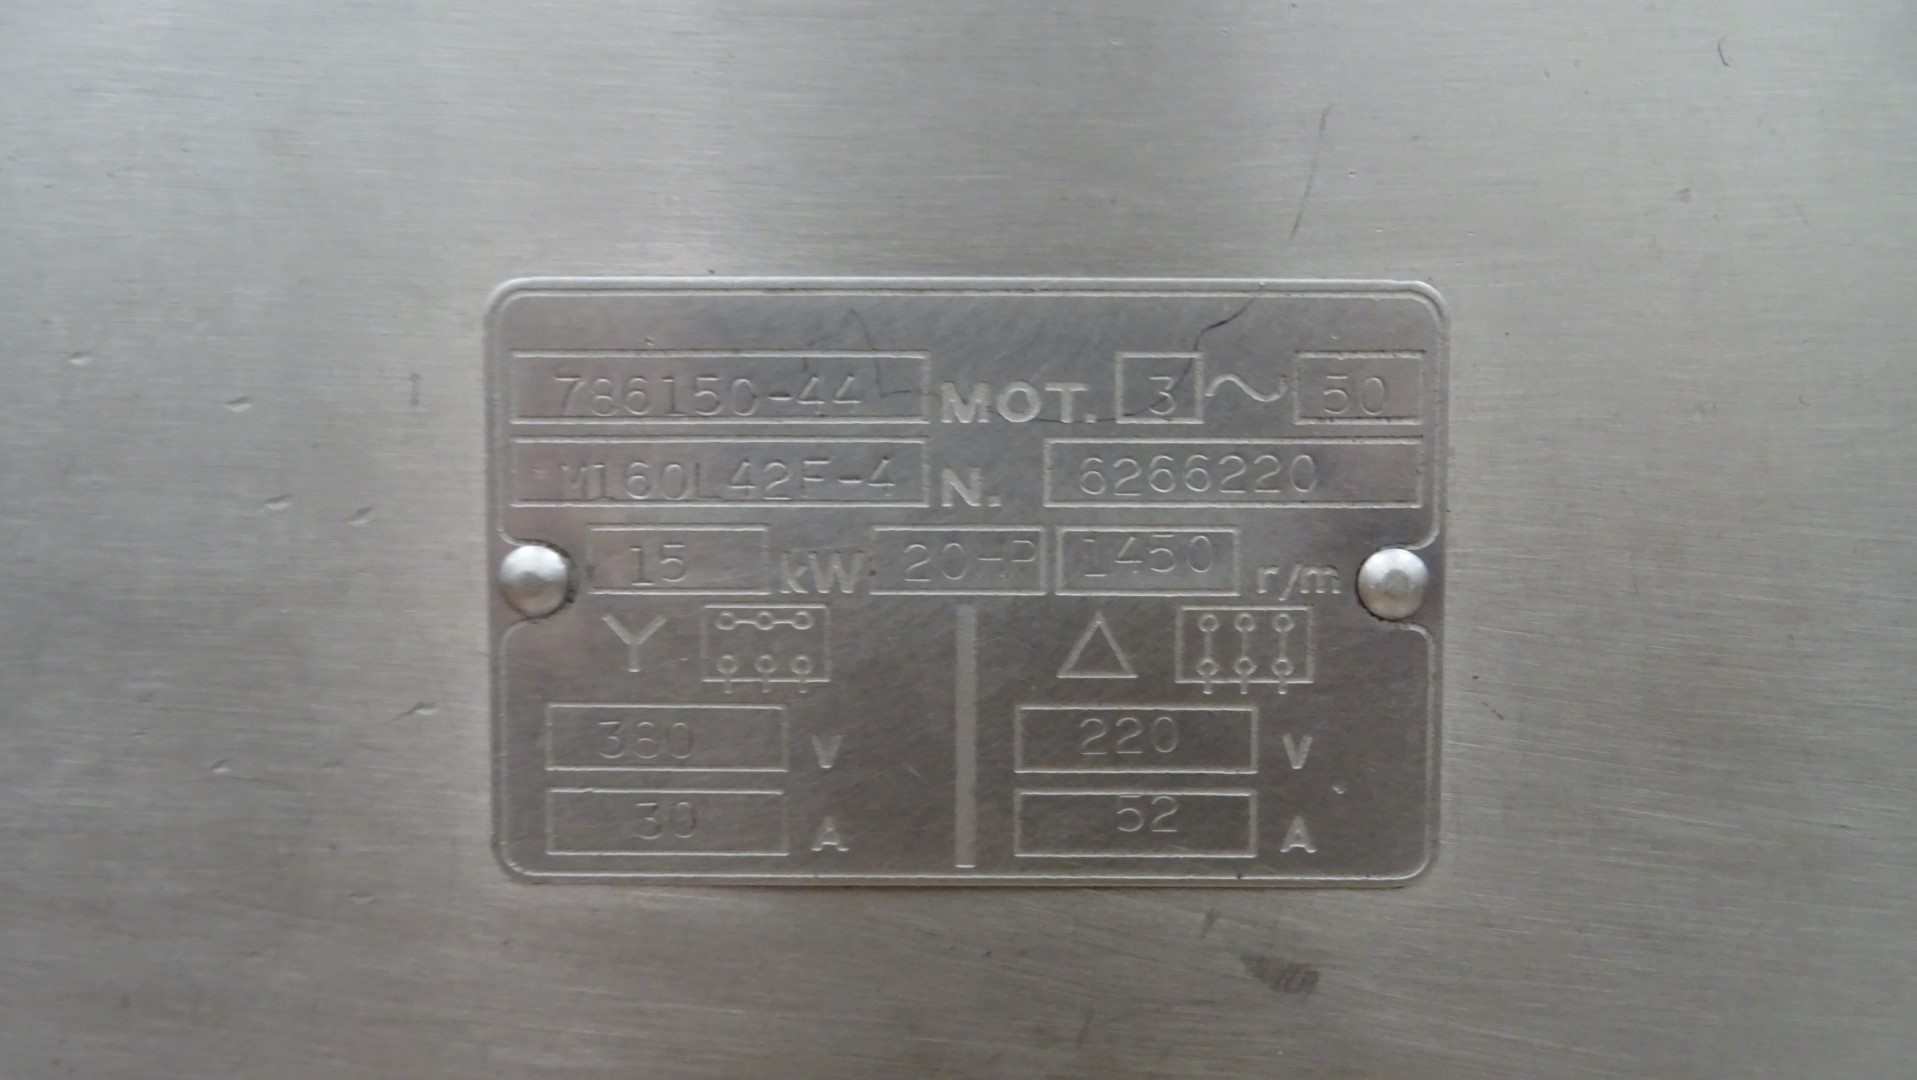 786150-44 MOT. 3~ 50
M160L42F-4 N. 6266220
15 kW 20HP 1450 r/m
Y △
380 V 220 V
30 A 52 A